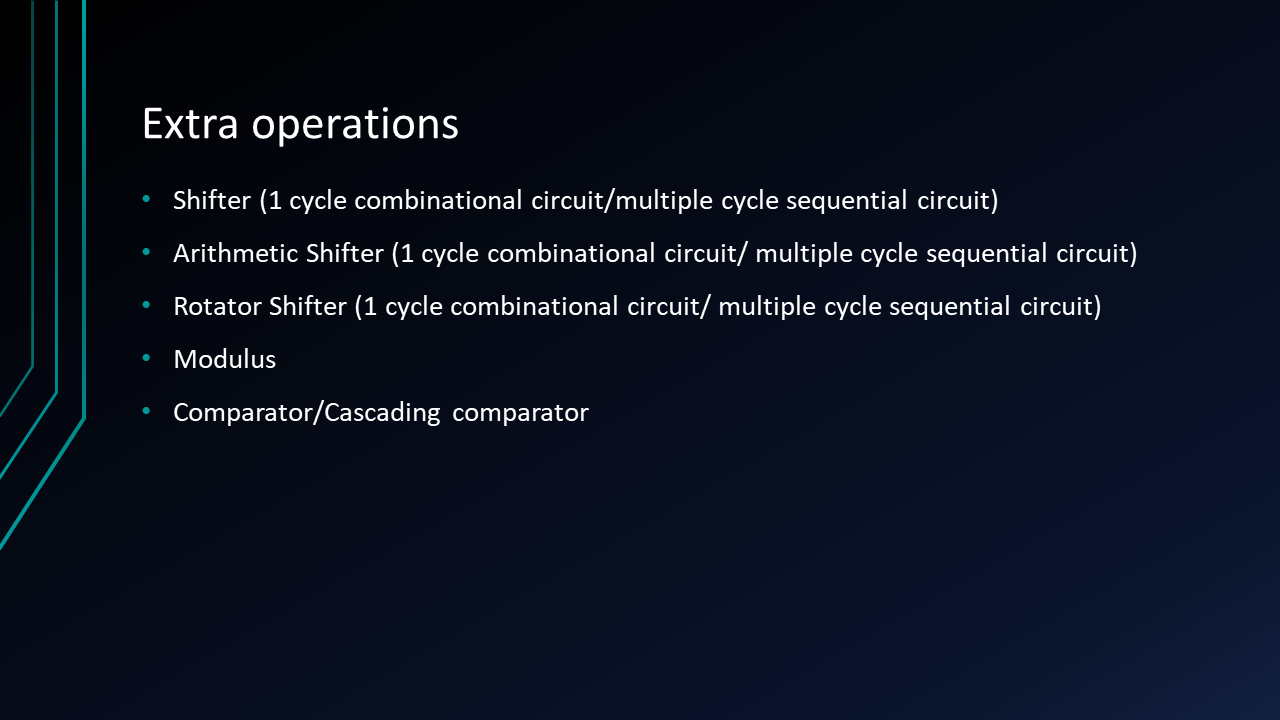 Extra operations
• Shifter (1 cycle combinational circuit/multiple cycle sequential circuit)
• Arithmetic Shifter (1 cycle combinational circuit/ multiple cycle sequential circuit)
• Rotator Shifter (1 cycle combinational circuit/ multiple cycle sequential circuit)
• Modulus
• Comparator/Cascading comparator